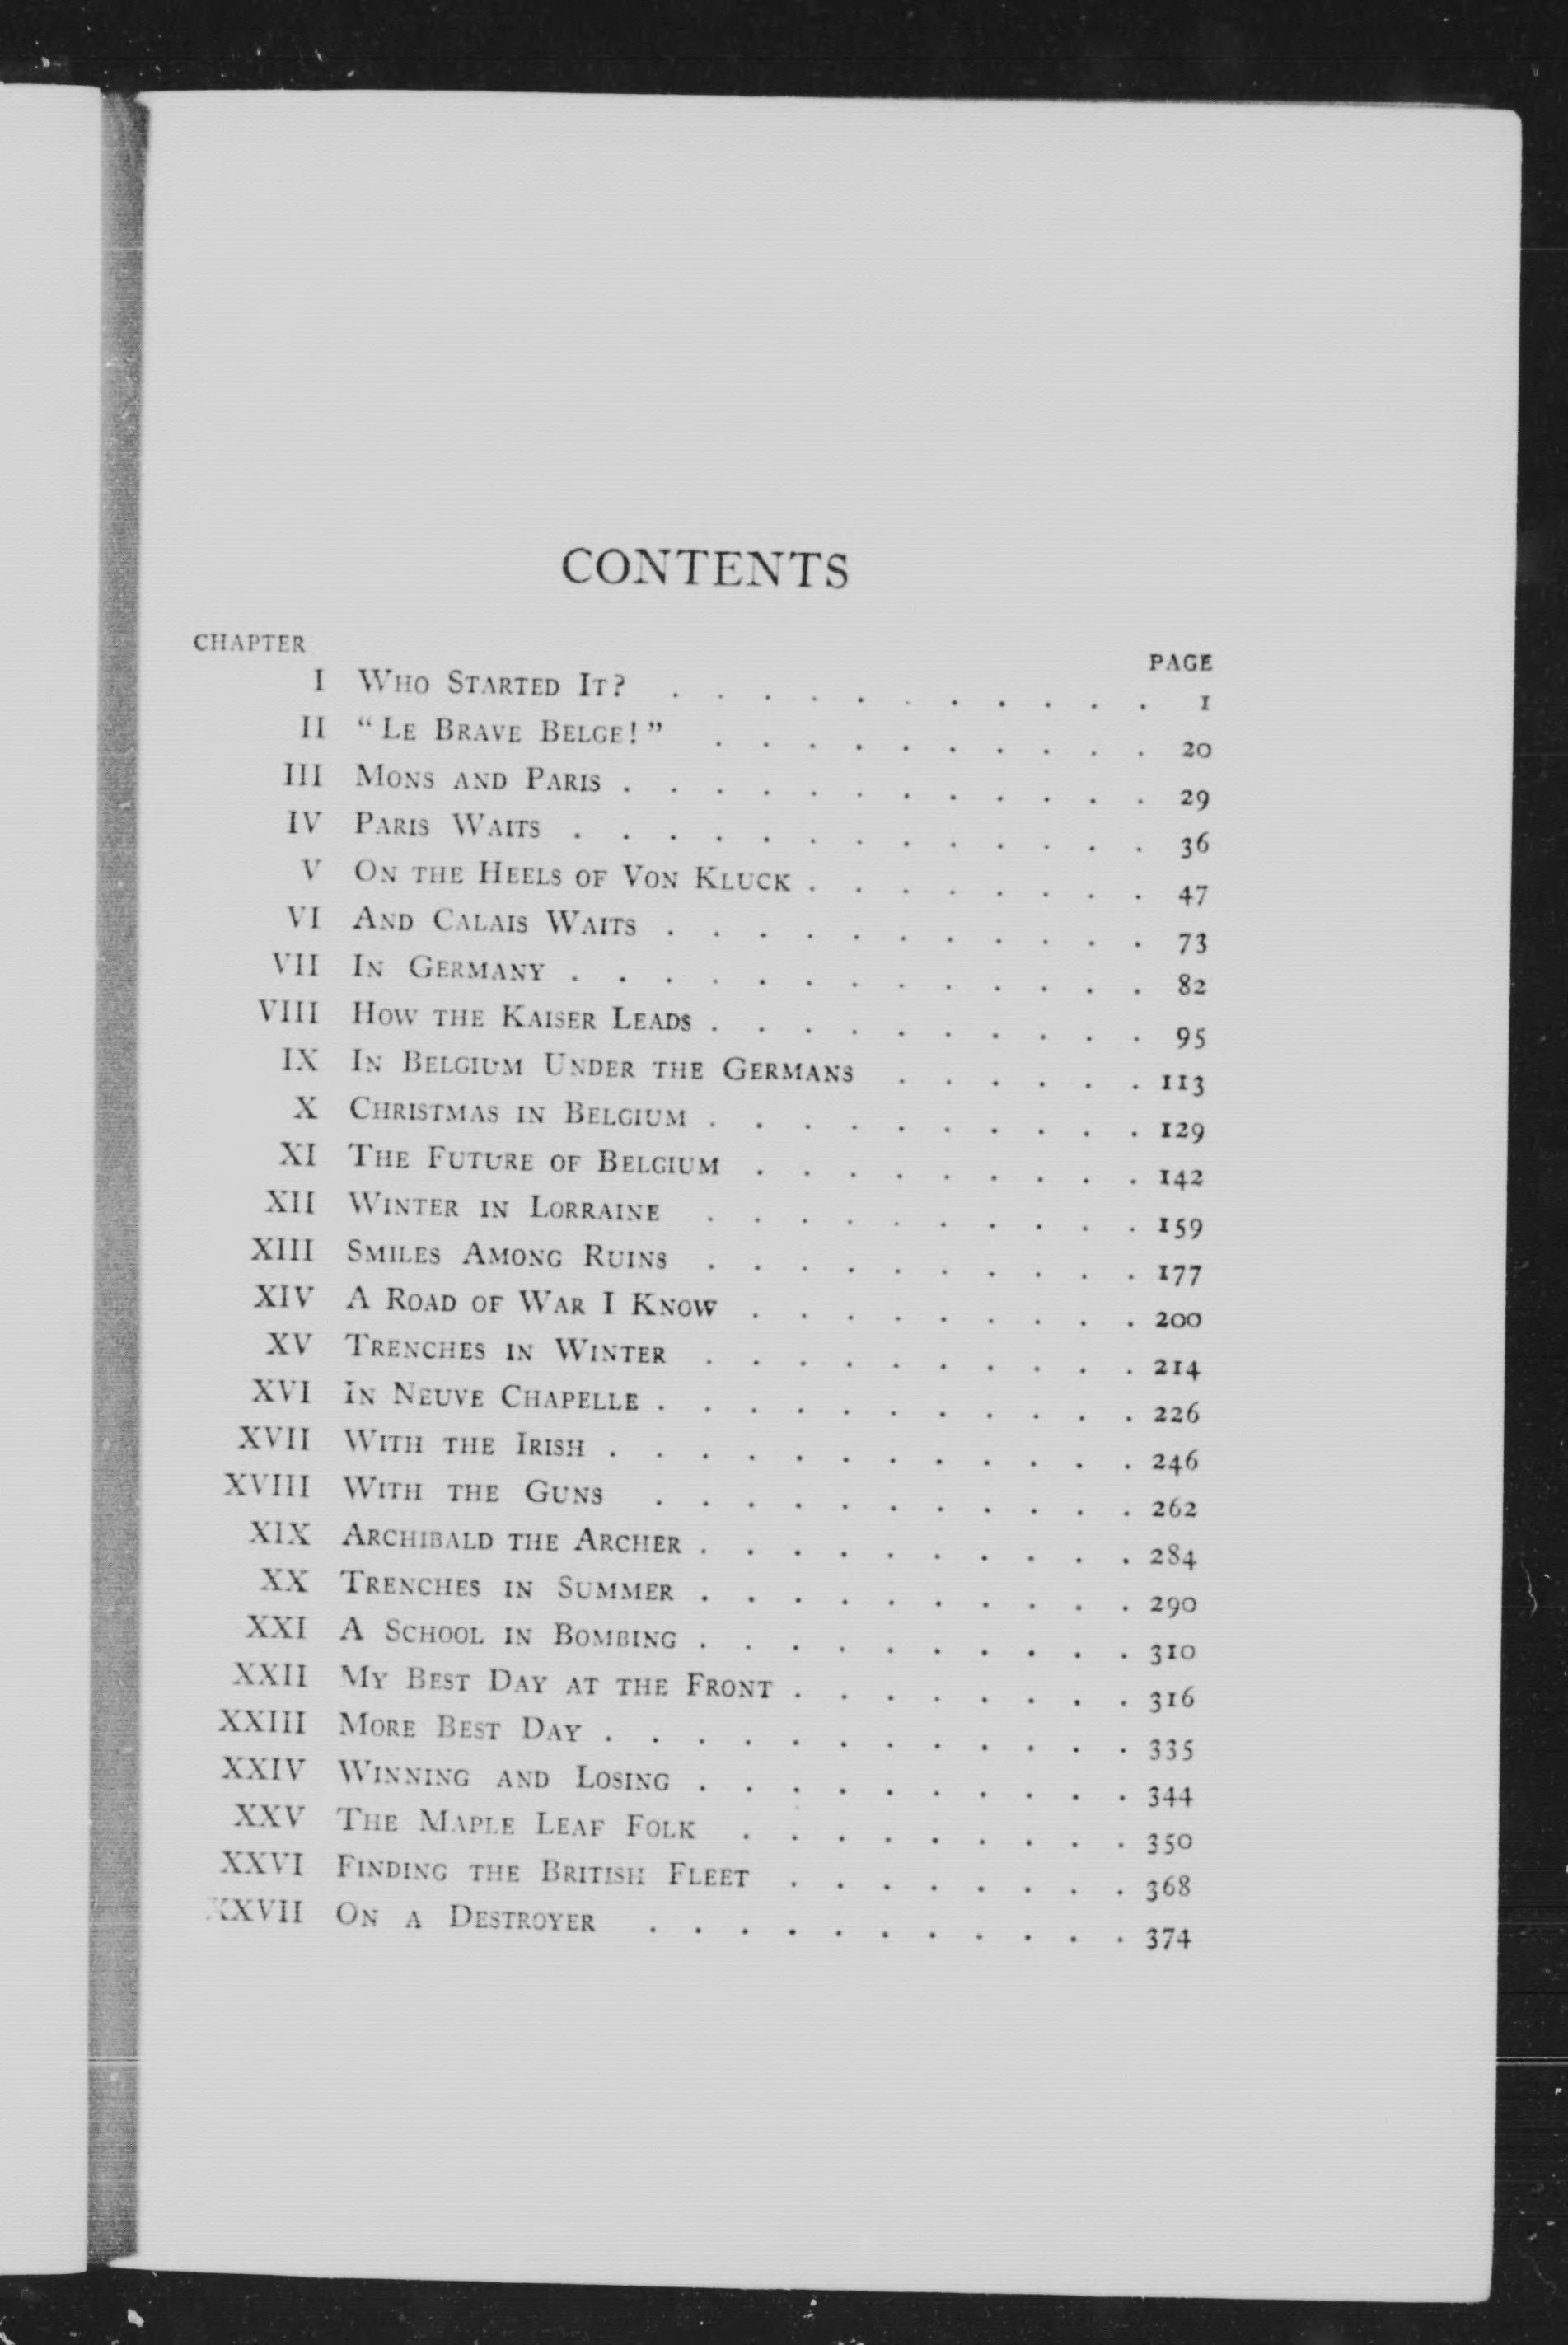 CONTENTS
CHAPTER PAGE
I WHO STARTED IT? . . . . . . . . . . . 1
II "LE BRAVE BELGE!" . . . . . . . . . . 20
III MONS AND PARIS . . . . . . . . . . . . 29
IV PARIS WAITS . . . . . . . . . . . . . 36
V ON THE HEELS OF VON KLUCK . . . . . . . . 47
VI AND CALAIS WAITS . . . . . . . . . . . 73
VII IN GERMANY . . . . . . . . . . . . . 82
VIII HOW THE KAISER LEADS . . . . . . . . . . 95
IX IN BELGIUM UNDER THE GERMANS . . . . . . 113
X CHRISTMAS IN BELGIUM . . . . . . . . . . 129
XI THE FUTURE OF BELGIUM . . . . . . . . . 142
XII WINTER IN LORRAINE . . . . . . . . . . 159
XIII SMILES AMONG RUINS . . . . . . . . . . 177
XIV A ROAD OF WAR I KNOW . . . . . . . . . 200
XV TRENCHES IN WINTER . . . . . . . . . . 214
XVI IN NEUVE CHAPELLE . . . . . . . . . . . 226
XVII WITH THE IRISH . . . . . . . . . . . . 246
XVIII WITH THE GUNS . . . . . . . . . . . 262
XIX ARCHIBALD THE ARCHER . . . . . . . . . . 284
XX TRENCHES IN SUMMER . . . . . . . . . . 290
XXI A SCHOOL IN BOMBING . . . . . . . . . . 310
XXII MY BEST DAY AT THE FRONT . . . . . . . . 316
XXIII MORE BEST DAY . . . . . . . . . . . . 335
XXIV WINNING AND LOSING . . . . . . . . . . 344
XXV THE MAPLE LEAF FOLK . . . . . . . . . 350
XXVI FINDING THE BRITISH FLEET . . . . . . . . 368
XXVII ON A DESTROYER . . . . . . . . . . . 374